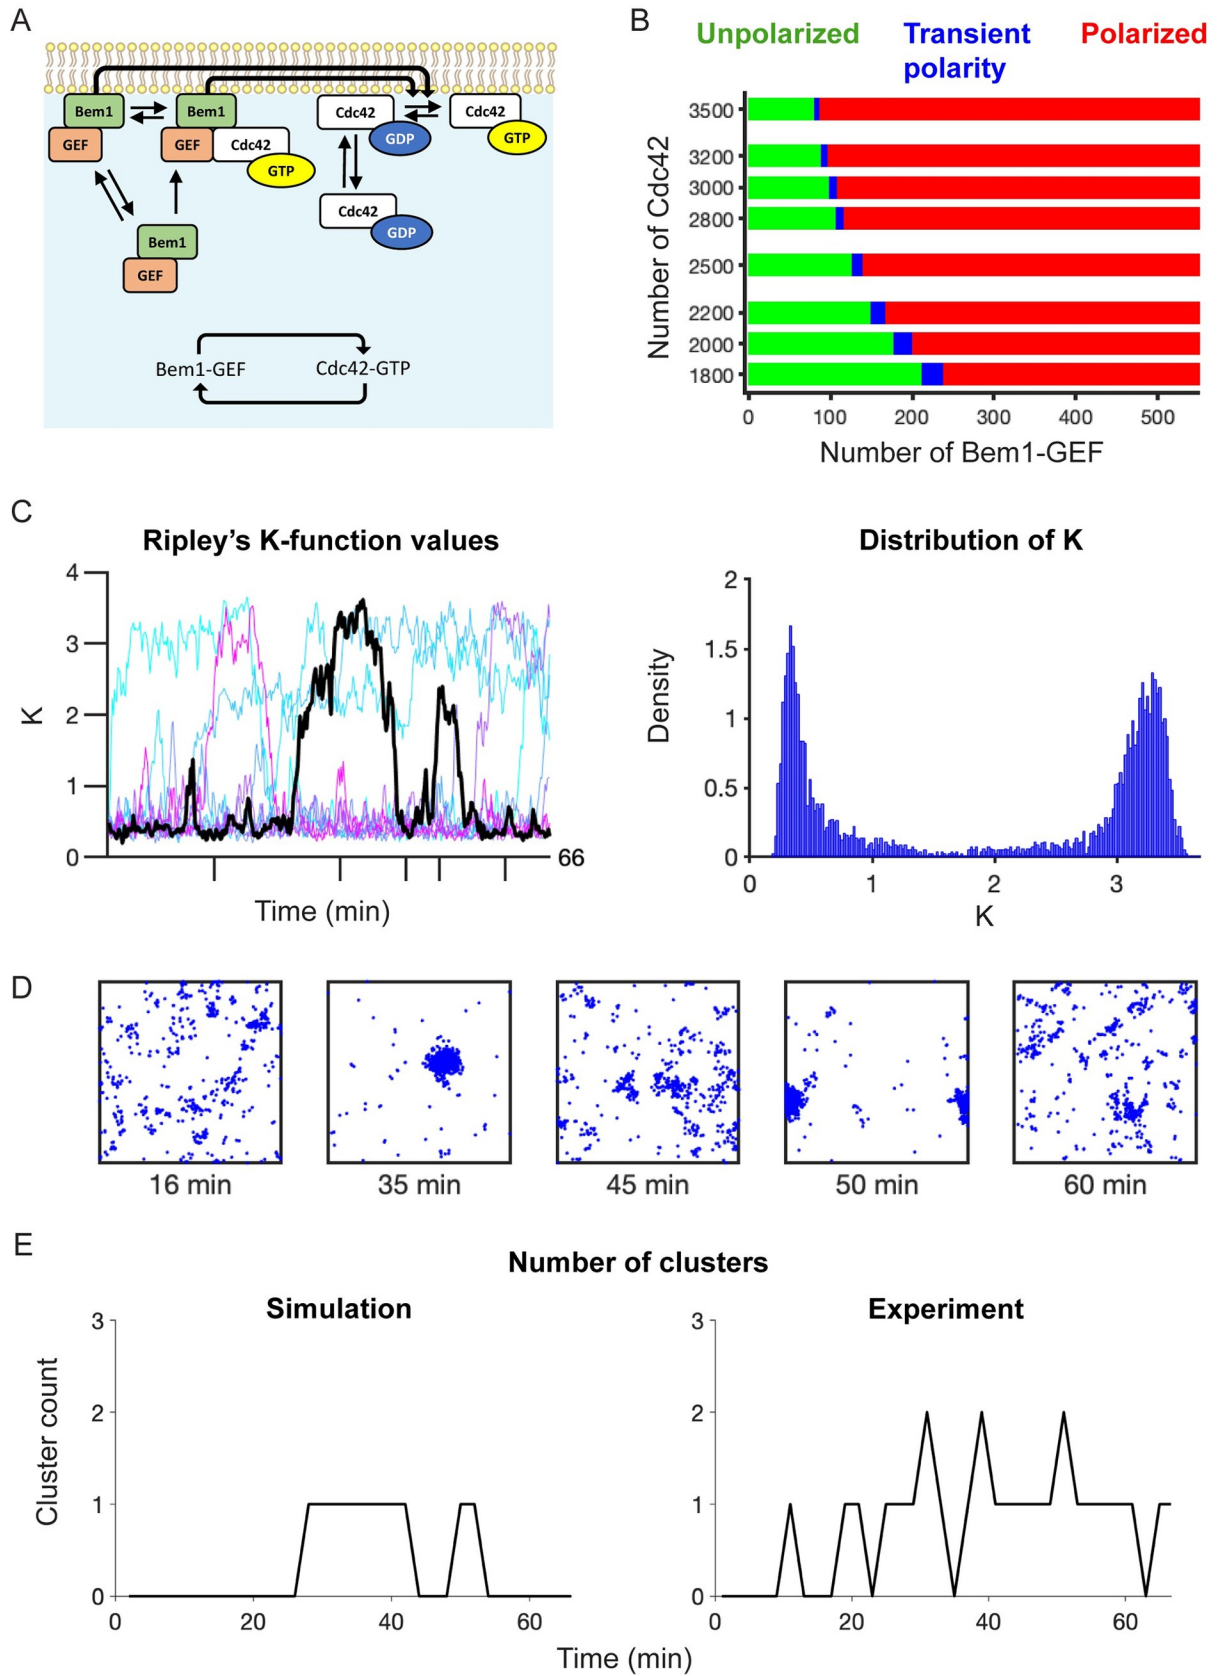 A
Bem1
GEF
Bem1
GEF
Cdc42
GTP
Cdc42
GDP
Cdc42
GTP
Bem1
GEF
Cdc42
GDP
Bem1-GEF
Cdc42-GTP
B
Unpolarized
Transient
polarity
Polarized
Number of Cdc42
3500
3200
3000
2800
2500
2200
2000
1800
0 100 200 300 400 500
Number of Bem1-GEF
C
Ripley's K-function values
K
4
3
2
1
0
66
Time (min)
Distribution of K
Density
2
1.5
1
0.5
0
0 1 2 3
K
D
16 min
35 min
45 min
50 min
60 min
E
Number of clusters
Simulation
Cluster count
3
2
1
0
0 20 40 60
Experiment
3
2
1
0
0 20 40 60
Time (min)